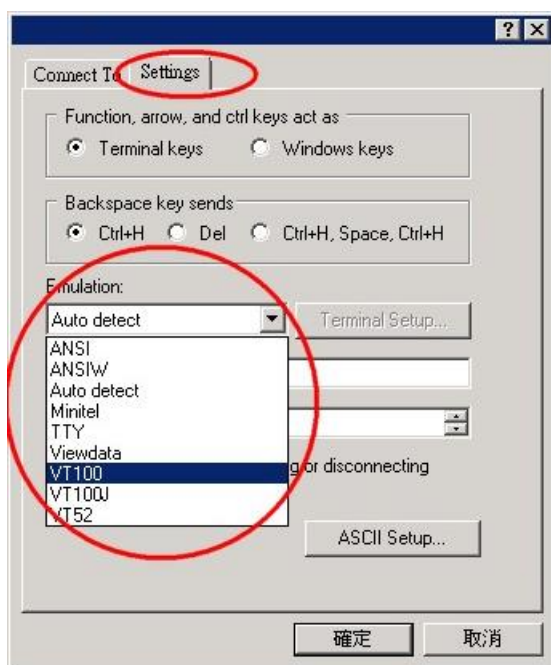 Connect To Settings
Function, arrow, and ctrl keys act as
Terminal keys Windows keys
Backspace key sends
Ctrl+H Del Ctrl+H, Space, Ctrl+H
Emulation:
Auto detect Terminal Setup...
ANSI
ANSIW
Auto detect
Minitel
TTY
Viewdata
VT100 or disconnecting
VT100J
VT52
ASCII Setup...
確定 取消